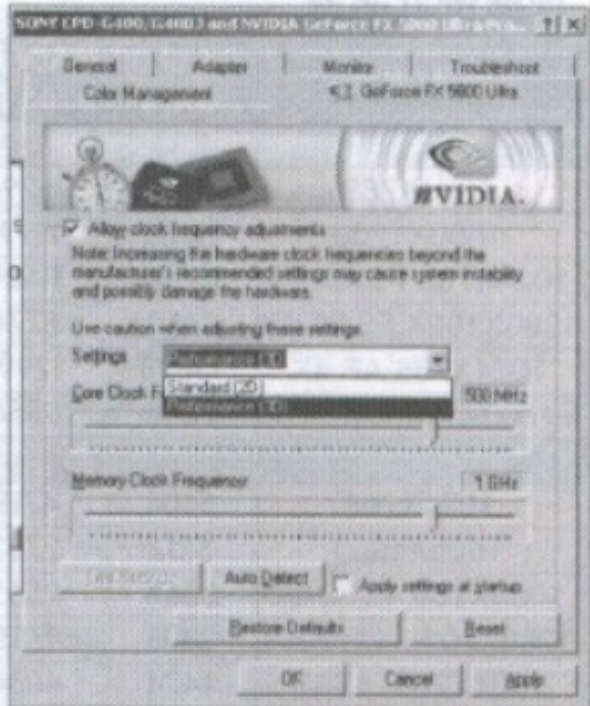 SONY CPD-G400/G400J and NVIDIA GeForce FX 5800 Ultra
General
Adapter
Monitor
Troubleshoot
Color Management
GeForce FX 5800 Ultra
NVIDIA.
Allow clock frequency adjustments
Note: Increasing the hardware clock frequencies beyond the
manufacturer's recommended settings may cause system instability
and possibly damage the hardware.
Use caution when adjusting these settings.
Settings
Performance (3D)
Standard (2D)
Performance (3D)
Core Clock F
500 MHz
Memory Clock Frequency:
1 GHz
Test Settings
Auto Detect
Apply settings at startup.
Restore Defaults
Reset
OK
Cancel
Apply